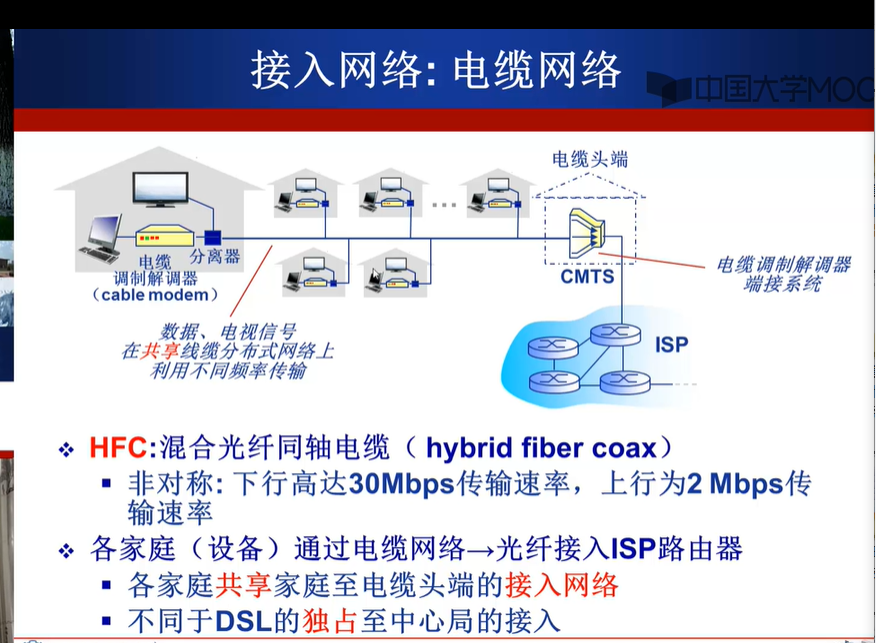 接入网络: 电缆网络
中国大学MOO
电缆头端
分离器
电缆
调制解调器
（cable modem）
CMTS
电缆调制解调器
端接系统
数据、电视信号
在共享线缆分布式网络上
利用不同频率传输
ISP
❖ HFC:混合光纤同轴电缆（ hybrid fiber coax）
▪ 非对称: 下行高达30Mbps传输速率，上行为2 Mbps传
输速率
❖ 各家庭（设备）通过电缆网络→光纤接入ISP路由器
▪ 各家庭共享家庭至电缆头端的接入网络
▪ 不同于DSL的独占至中心局的接入